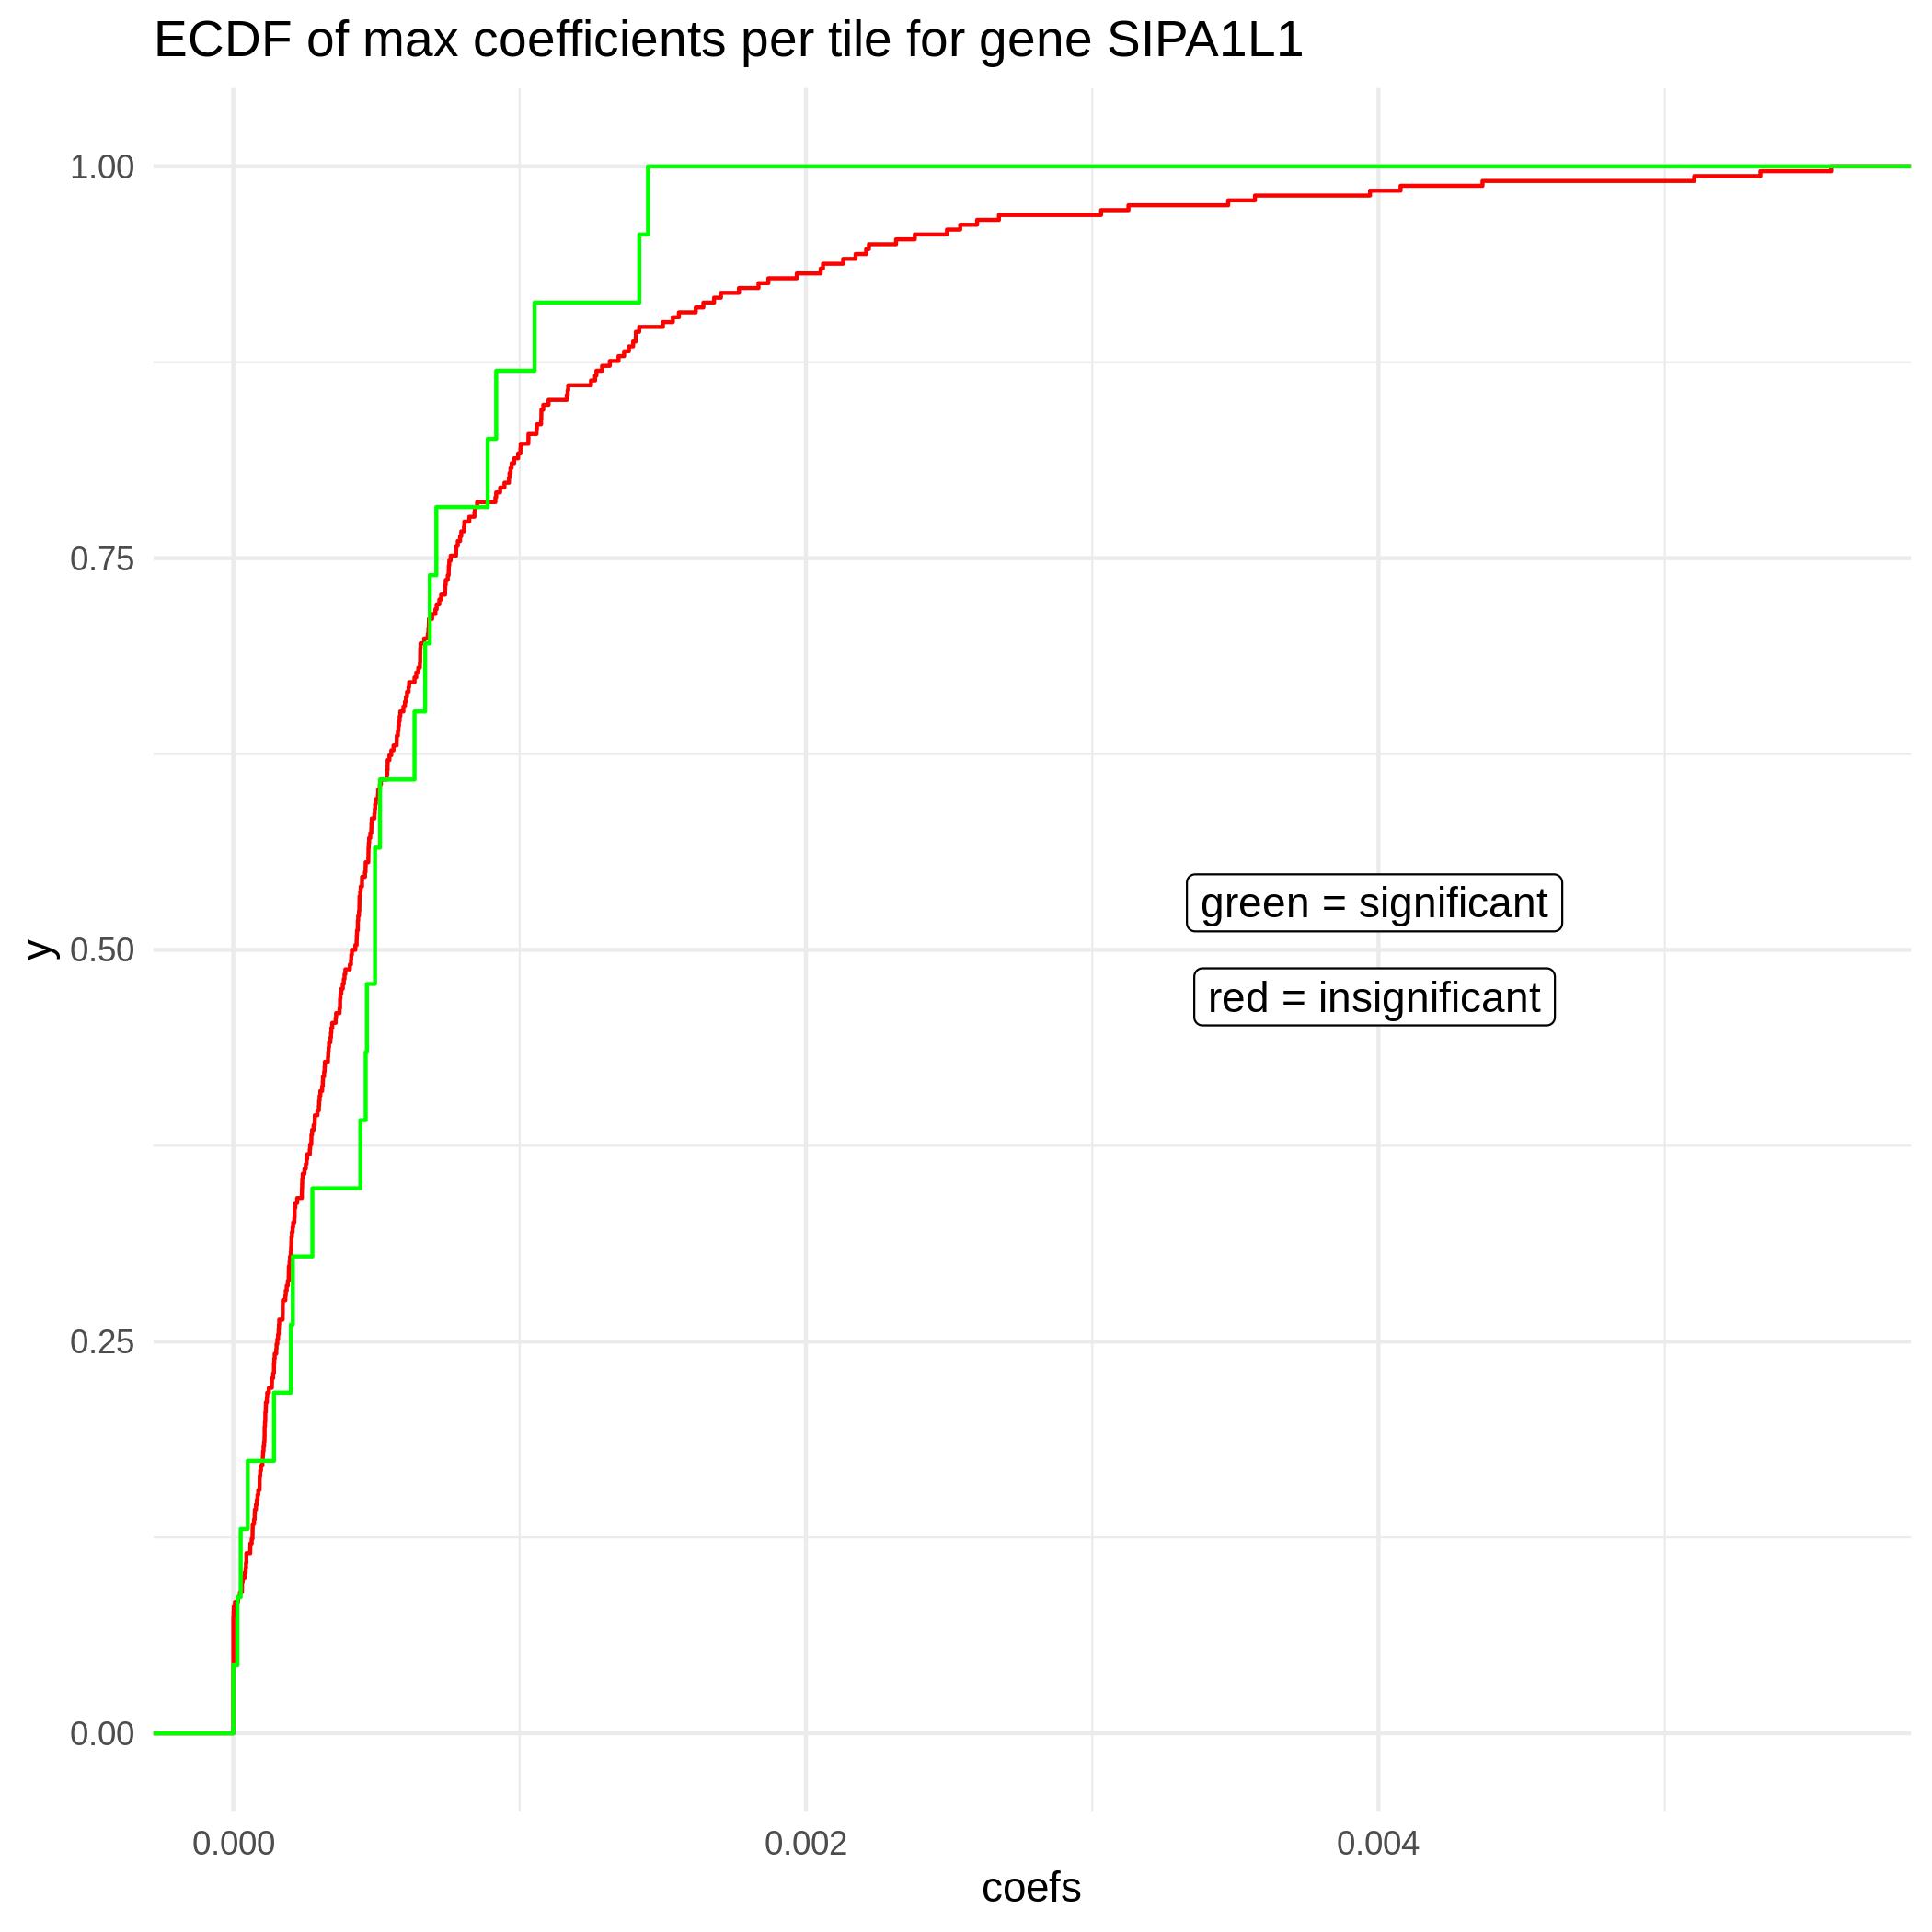 ECDF of max coefficients per tile for gene SIPA1L1
1.00
0.75
0.50
0.25
0.00
y
green = significant
red = insignificant
0.000
0.002
0.004
coefs